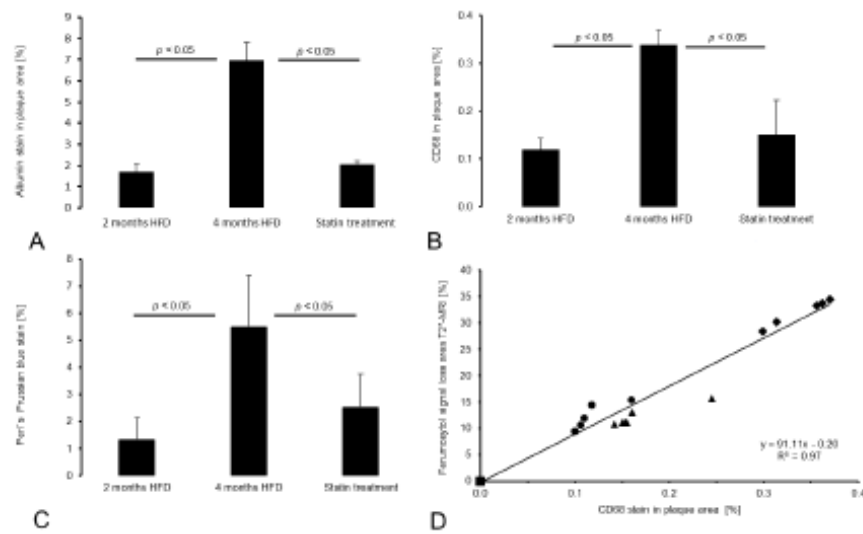 Albumin stain in plaque area [%]
9
8
7
6
5
4
3
2
1
0
p = 0.05
p < 0.05
2 months HFD
4 months HFD
Statin treatment
A
CD68 in plaque area [%]
0.4
0.3
0.2
0.1
0.0
p < 0.05
p < 0.05
2 months HFD
4 months HFD
Statin treatment
B
Perl's Prussian blue stain [%]
8
7
6
5
4
3
2
1
0
p < 0.05
p < 0.05
2 months HFD
4 months HFD
Statin treatment
C
Ferumoxytol signal loss area T2*-MRI [%]
40
35
30
25
20
15
10
5
0
y = 91.11x - 0.20
R² = 0.97
0.0
0.1
0.2
0.3
0.4
CD68 stain in plaque area [%]
D